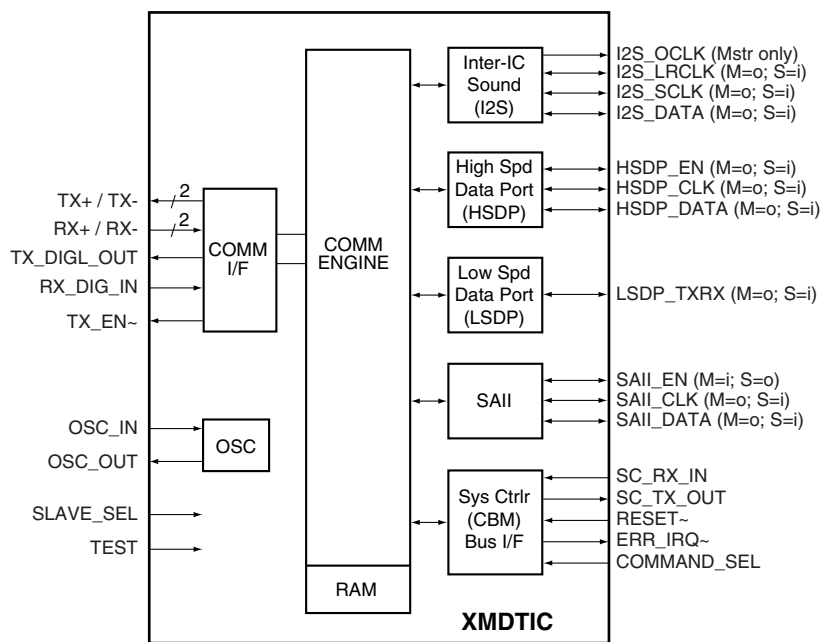 TX+ / TX-
2
RX+ / RX-
2
TX_DIGL_OUT
RX_DIG_IN
TX_EN~
COMM
I/F
OSC_IN
OSC_OUT
OSC
SLAVE_SEL
TEST
COMM
ENGINE
RAM
Inter-IC
Sound
(I2S)
I2S_OCLK (Mstr only)
I2S_LRCLK (M=o; S=i)
I2S_SCLK (M=o; S=i)
I2S_DATA (M=o; S=i)
High Spd
Data Port
(HSDP)
HSDP_EN (M=o; S=i)
HSDP_CLK (M=o; S=i)
HSDP_DATA (M=o; S=i)
Low Spd
Data Port
(LSDP)
LSDP_TXRX (M=o; S=i)
SAII
SAII_EN (M=i; S=o)
SAII_CLK (M=o; S=i)
SAII_DATA (M=o; S=i)
Sys Ctrlr
(CBM)
Bus I/F
SC_RX_IN
SC_TX_OUT
RESET~
ERR_IRQ~
COMMAND_SEL
XMDTIC